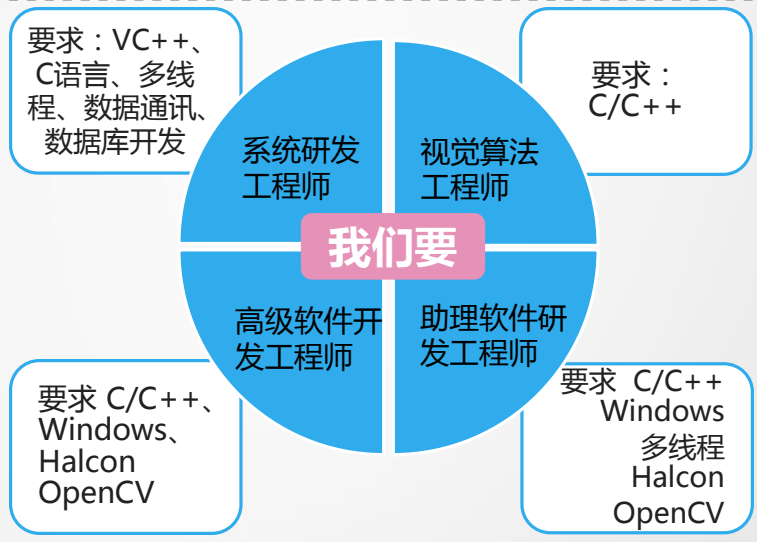 要求：VC++、
C语言、多线
程、数据通讯、
数据库开发
要求：
C/C++
系统研发
工程师
视觉算法
工程师
我们要
高级软件开
发工程师
助理软件研
发工程师
要求 C/C++、
Windows、
Halcon
OpenCV
要求 C/C++
Windows
多线程
Halcon
OpenCV